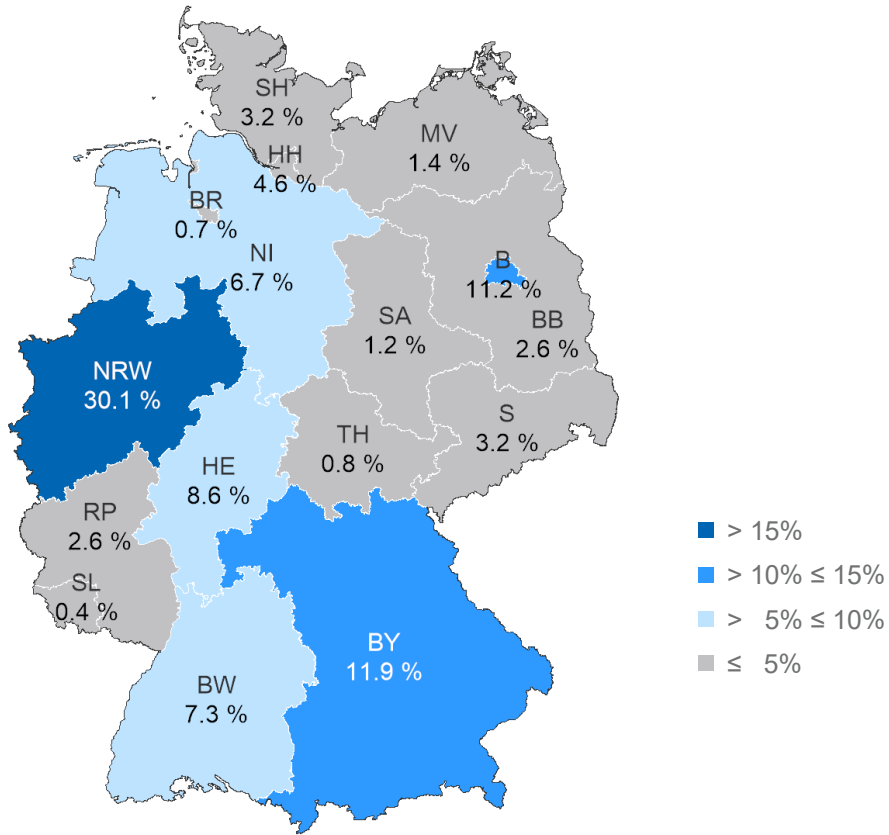 SH
3.2 %
MV
1.4 %
HH
4.6 %
BR
0.7 %
NI
6.7 %
B
11.2 %
SA
1.2 %
BB
2.6 %
NRW
30.1 %
S
3.2 %
TH
0.8 %
HE
8.6 %
RP
2.6 %
SL
0.4 %
BY
11.9 %
BW
7.3 %
> 15%
> 10% ≤ 15%
> 5% ≤ 10%
≤ 5%